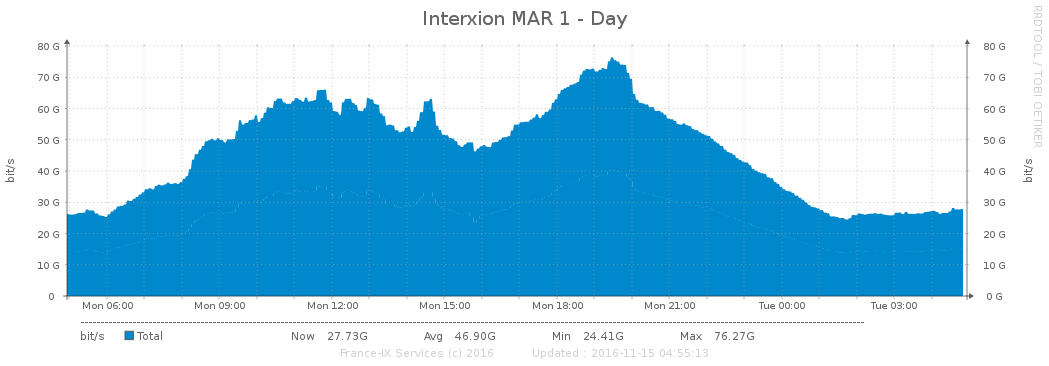 Interxion MAR 1 - Day
RRDTOOL / TOBI OETIKER
80 G 80 G
70 G 70 G
60 G 60 G
50 G 50 G
40 G 40 G
30 G 30 G
20 G 20 G
10 G 10 G
0 0 G
bit/s bit/s
Mon 06:00 Mon 09:00 Mon 12:00 Mon 15:00 Mon 18:00 Mon 21:00 Tue 00:00 Tue 03:00
bit/s Total Now 27.73G Avg 46.90G Min 24.41G Max 76.27G
France-IX Services (c) 2016 Updated : 2016-11-15 04:55:13